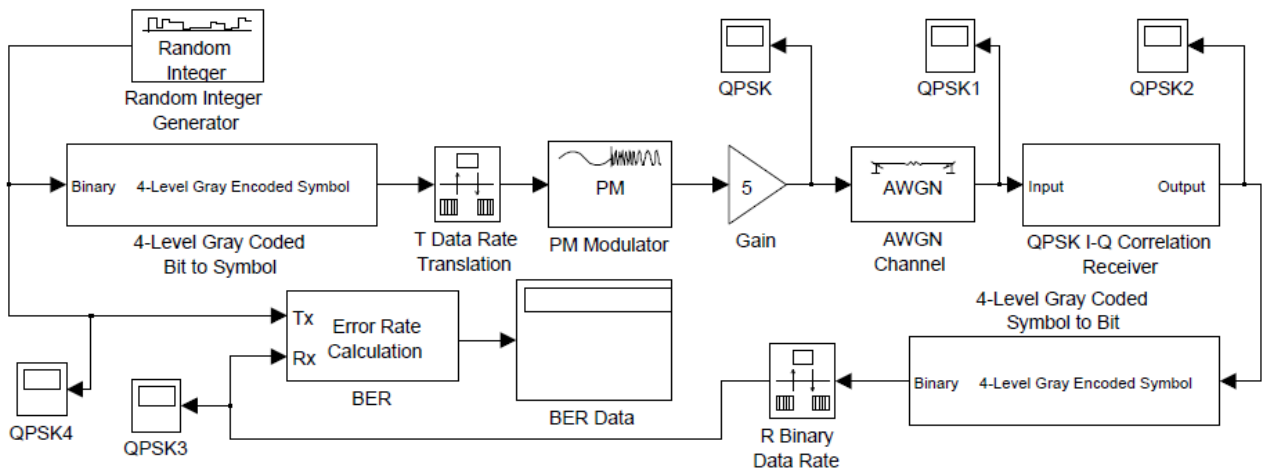 Random
Integer
Random Integer
Generator
QPSK
QPSK1
QPSK2
Binary
4-Level Gray Encoded Symbol
4-Level Gray Coded
Bit to Symbol
T Data Rate
Translation
PM
PM Modulator
5
Gain
AWGN
AWGN
Channel
Input
Output
QPSK I-Q Correlation
Receiver
Tx
Rx
Error Rate
Calculation
BER
BER Data
QPSK4
QPSK3
R Binary
Data Rate
4-Level Gray Coded
Symbol to Bit
Binary
4-Level Gray Encoded Symbol